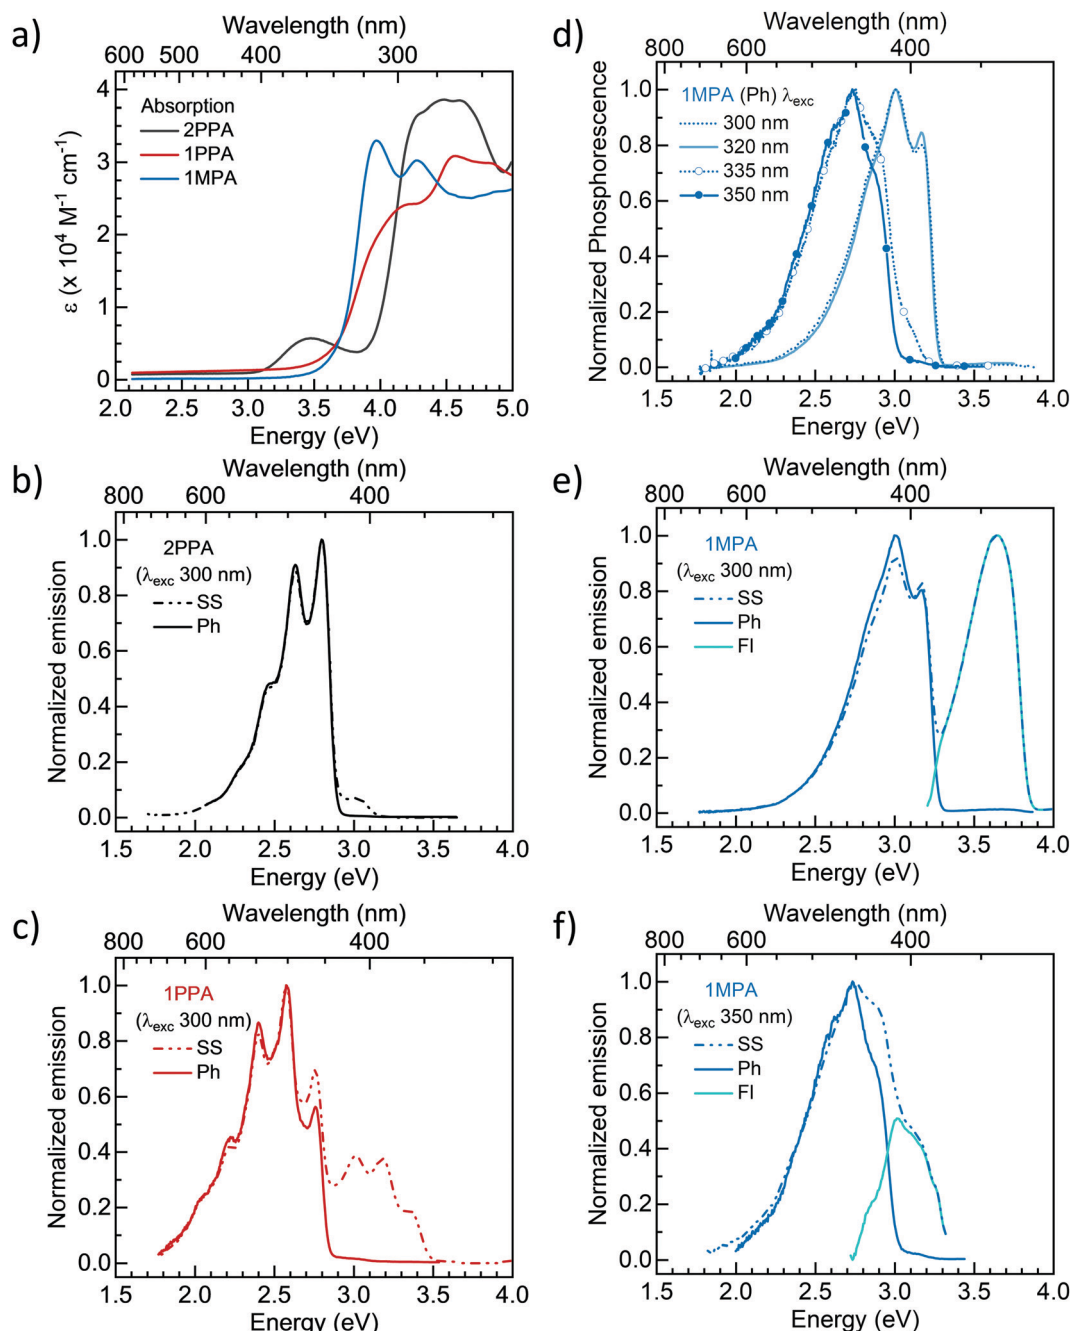 a)
Wavelength (nm)
600 500 400 300
Absorption
2PPA
1PPA
1MPA
ε (x 10⁴ M⁻¹ cm⁻¹)
4
3
2
1
0
2.0 2.5 3.0 3.5 4.0 4.5 5.0
Energy (eV)
b)
Wavelength (nm)
800 600 400
2PPA
(λexc 300 nm)
SS
Ph
Normalized emission
1.0
0.8
0.6
0.4
0.2
0.0
1.5 2.0 2.5 3.0 3.5 4.0
Energy (eV)
c)
Wavelength (nm)
800 600 400
1PPA
(λexc 300 nm)
SS
Ph
Normalized emission
1.0
0.8
0.6
0.4
0.2
0.0
1.5 2.0 2.5 3.0 3.5 4.0
Energy (eV)
d)
Wavelength (nm)
800 600 400
1MPA (Ph) λexc
300 nm
320 nm
335 nm
350 nm
Normalized Phosphorescence
1.0
0.8
0.6
0.4
0.2
0.0
1.5 2.0 2.5 3.0 3.5 4.0
Energy (eV)
e)
Wavelength (nm)
800 600 400
1MPA
(λexc 300 nm)
SS
Ph
Fl
Normalized emission
1.0
0.8
0.6
0.4
0.2
0.0
1.5 2.0 2.5 3.0 3.5 4.0
Energy (eV)
f)
Wavelength (nm)
800 600 400
1MPA
(λexc 350 nm)
SS
Ph
Fl
Normalized emission
1.0
0.8
0.6
0.4
0.2
0.0
1.5 2.0 2.5 3.0 3.5 4.0
Energy (eV)